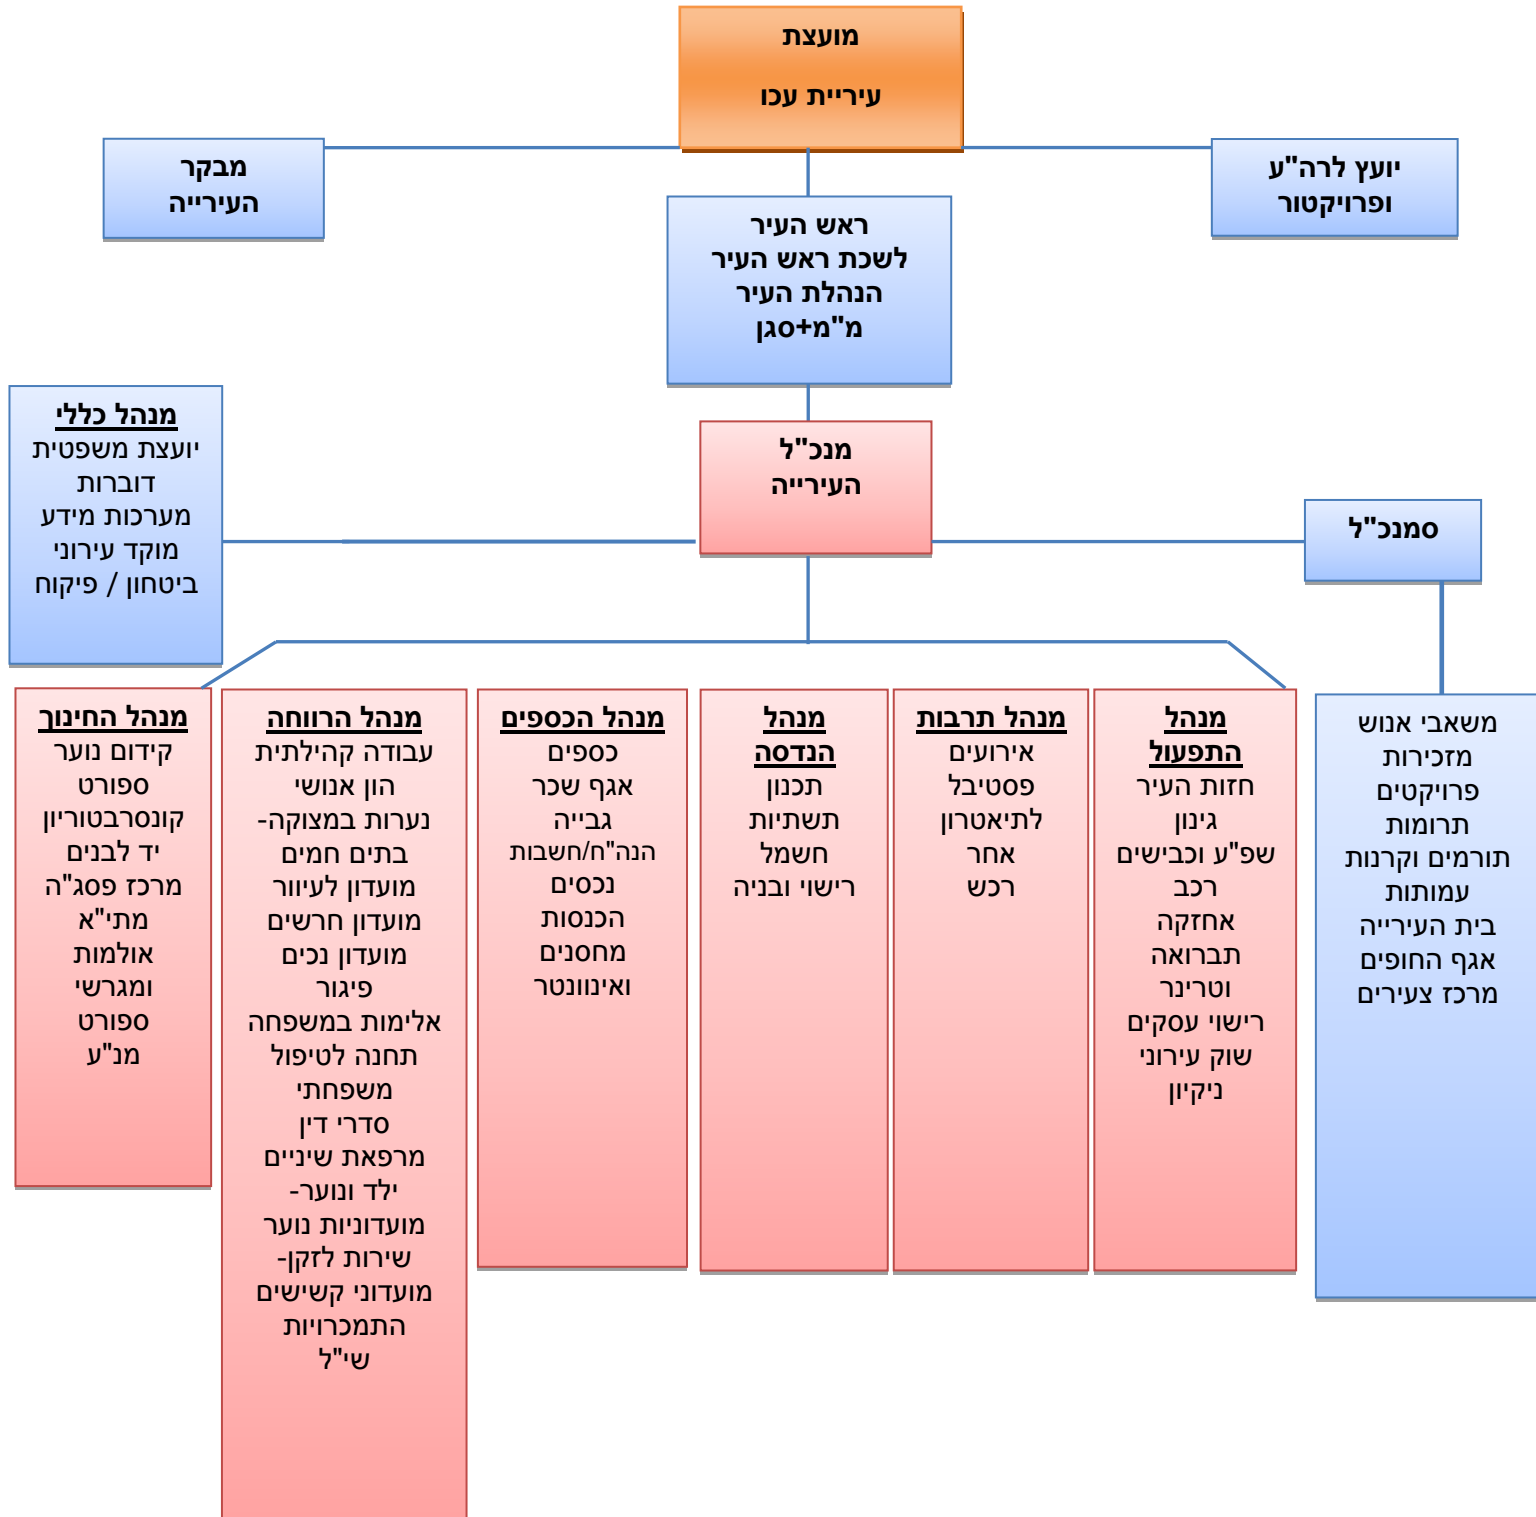 מועצת
עיריית עכו
יועץ לרה"ע
ופרויקטור
מבקר
העירייה
ראש העיר
לשכת ראש העיר
הנהלת העיר
מ"מ+סגן
מנכ"ל
העירייה
סמנכ"ל
מנהל כללי
יועצת משפטית
דוברות
מערכות מידע
מוקד עירוני
ביטחון / פיקוח
משאבי אנוש
מזכירות
פרויקטים
תרומות
תורמים וקרנות
עמותות
בית העירייה
אגף החופים
מרכז צעירים
מנהל
התפעול
חזות העיר
גינון
שפ"ע וכבישים
רכב
אחזקה
תברואה
וטרינר
רישוי עסקים
שוק עירוני
ניקיון
מנהל תרבות
אירועים
פסטיבל
לתיאטרון
אחר
רכש
מנהל
הנדסה
תכנון
תשתיות
חשמל
רישוי ובניה
מנהל הכספים
כספים
אגף שכר
גבייה
הנה"ח/חשבות
נכסים
הכנסות
מחסנים
ואינוונטר
מנהל הרווחה
עבודה קהילתית
הון אנושי
נערות במצוקה-
בתים חמים
מועדון לעיוור
מועדון חרשים
מועדון נכים
פיגור
אלימות במשפחה
תחנה לטיפול
משפחתי
סדרי דין
מרפאת שיניים
ילד ונוער-
מועדוניות נוער
שירות לזקן-
מועדוני קשישים
התמכרויות
שי"ל
מנהל החינוך
קידום נוער
ספורט
קונסרבטוריון
יד לבנים
מרכז פסג"ה
מתי"א
אולמות
ומגרשי
ספורט
מנ"ע